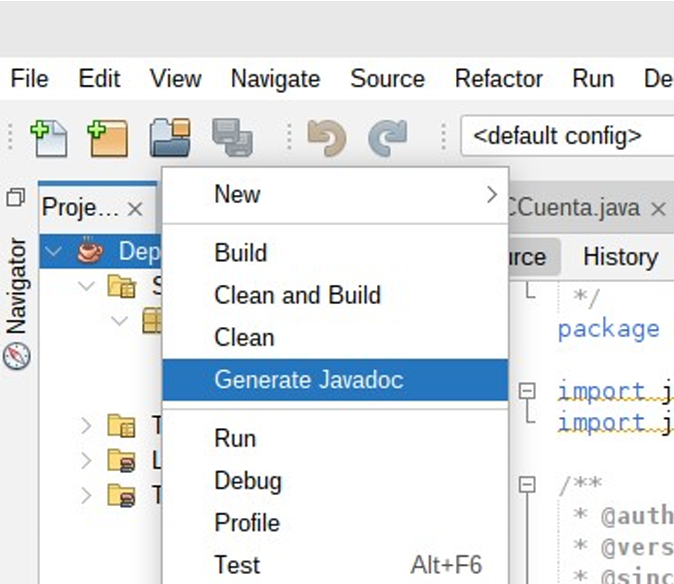 File Edit View Navigate Source Refactor Run De
<default config>
Proje...
CCuenta.java
Navigator
Dep
S
T
L
T
New
Build
Clean and Build
Clean
Generate Javadoc
Run
Debug
Profile
Test Alt+F6
rce History
*/
package
import j
import j
/**
* @auth
* @vers
* @sinc